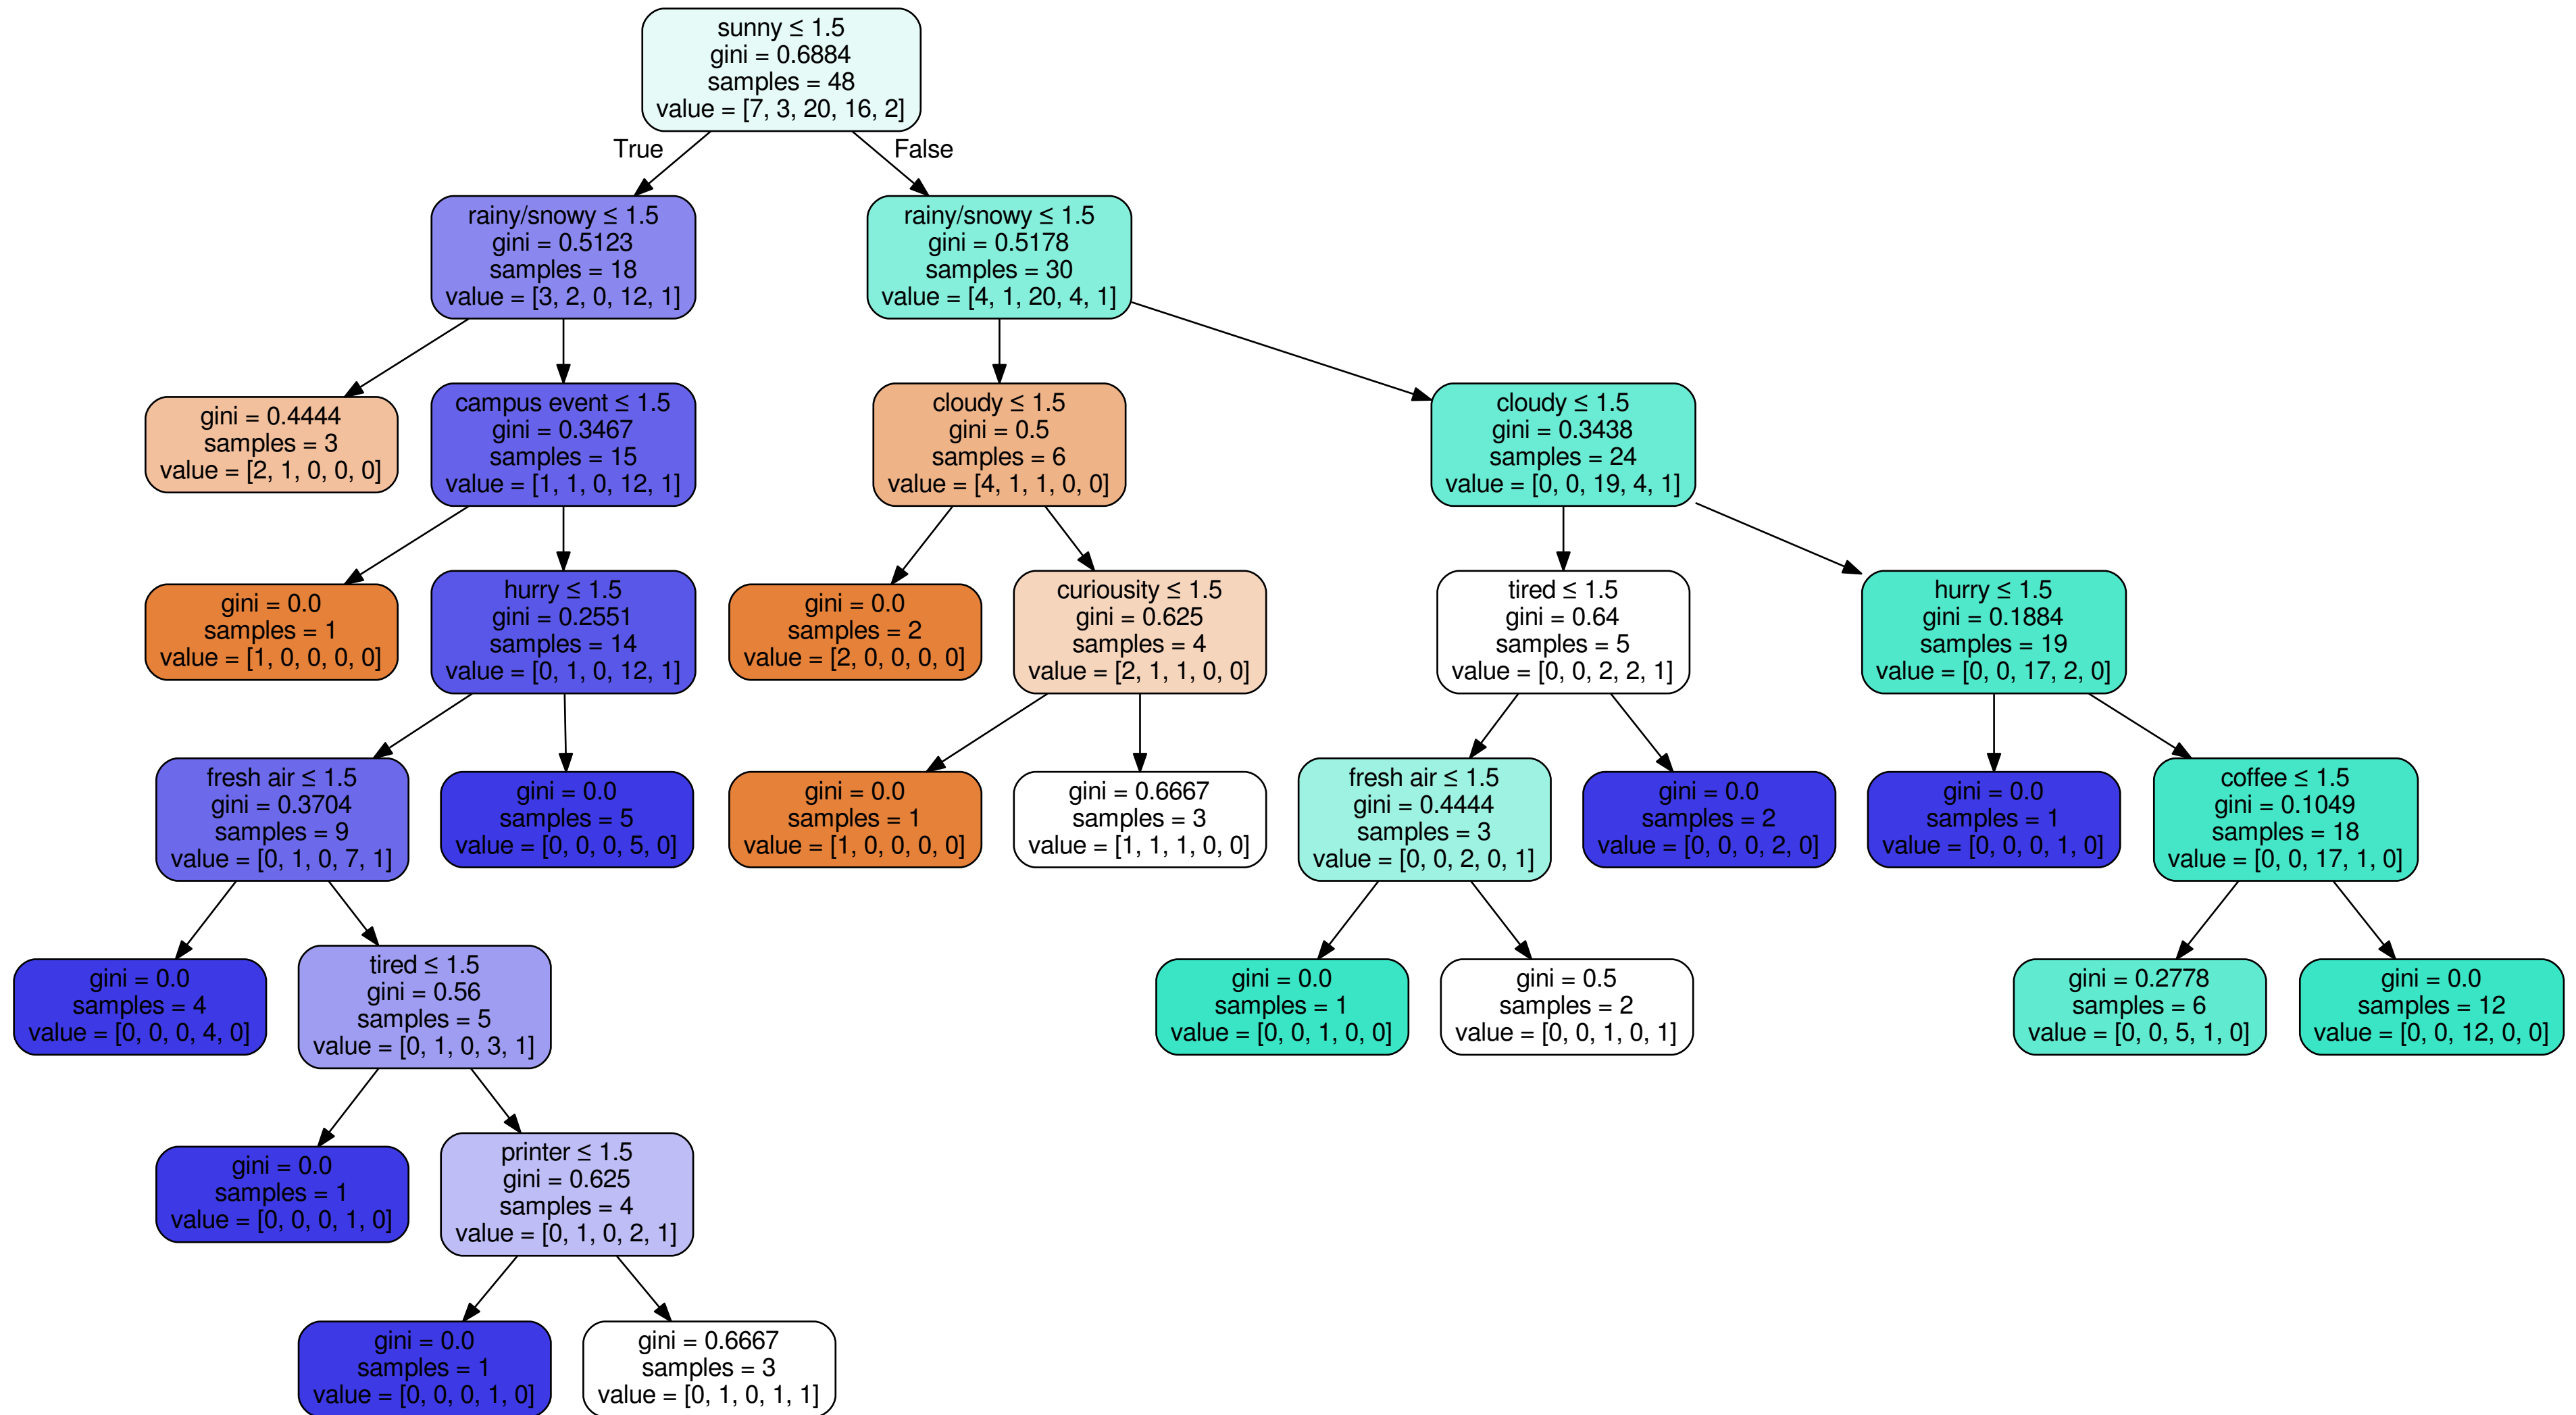 sunny ≤ 1.5
gini = 0.6884
samples = 48
value = [7, 3, 20, 16, 2]
True
False
rainy/snowy ≤ 1.5
gini = 0.5123
samples = 18
value = [3, 2, 0, 12, 1]
rainy/snowy ≤ 1.5
gini = 0.5178
samples = 30
value = [4, 1, 20, 4, 1]
gini = 0.4444
samples = 3
value = [2, 1, 0, 0, 0]
campus event ≤ 1.5
gini = 0.3467
samples = 15
value = [1, 1, 0, 12, 1]
cloudy ≤ 1.5
gini = 0.5
samples = 6
value = [4, 1, 1, 0, 0]
cloudy ≤ 1.5
gini = 0.3438
samples = 24
value = [0, 0, 19, 4, 1]
gini = 0.0
samples = 1
value = [1, 0, 0, 0, 0]
hurry ≤ 1.5
gini = 0.2551
samples = 14
value = [0, 1, 0, 12, 1]
gini = 0.0
samples = 2
value = [2, 0, 0, 0, 0]
curiousity ≤ 1.5
gini = 0.625
samples = 4
value = [2, 1, 1, 0, 0]
tired ≤ 1.5
gini = 0.64
samples = 5
value = [0, 0, 2, 2, 1]
hurry ≤ 1.5
gini = 0.1884
samples = 19
value = [0, 0, 17, 2, 0]
fresh air ≤ 1.5
gini = 0.3704
samples = 9
value = [0, 1, 0, 7, 1]
gini = 0.0
samples = 5
value = [0, 0, 0, 5, 0]
gini = 0.0
samples = 1
value = [1, 0, 0, 0, 0]
gini = 0.6667
samples = 3
value = [1, 1, 1, 0, 0]
fresh air ≤ 1.5
gini = 0.4444
samples = 3
value = [0, 0, 2, 0, 1]
gini = 0.0
samples = 2
value = [0, 0, 0, 2, 0]
gini = 0.0
samples = 1
value = [0, 0, 0, 1, 0]
coffee ≤ 1.5
gini = 0.1049
samples = 18
value = [0, 0, 17, 1, 0]
gini = 0.0
samples = 4
value = [0, 0, 0, 4, 0]
tired ≤ 1.5
gini = 0.56
samples = 5
value = [0, 1, 0, 3, 1]
gini = 0.0
samples = 1
value = [0, 0, 1, 0, 0]
gini = 0.5
samples = 2
value = [0, 0, 1, 0, 1]
gini = 0.2778
samples = 6
value = [0, 0, 5, 1, 0]
gini = 0.0
samples = 12
value = [0, 0, 12, 0, 0]
gini = 0.0
samples = 1
value = [0, 0, 0, 1, 0]
printer ≤ 1.5
gini = 0.625
samples = 4
value = [0, 1, 0, 2, 1]
gini = 0.0
samples = 1
value = [0, 0, 0, 1, 0]
gini = 0.6667
samples = 3
value = [0, 1, 0, 1, 1]